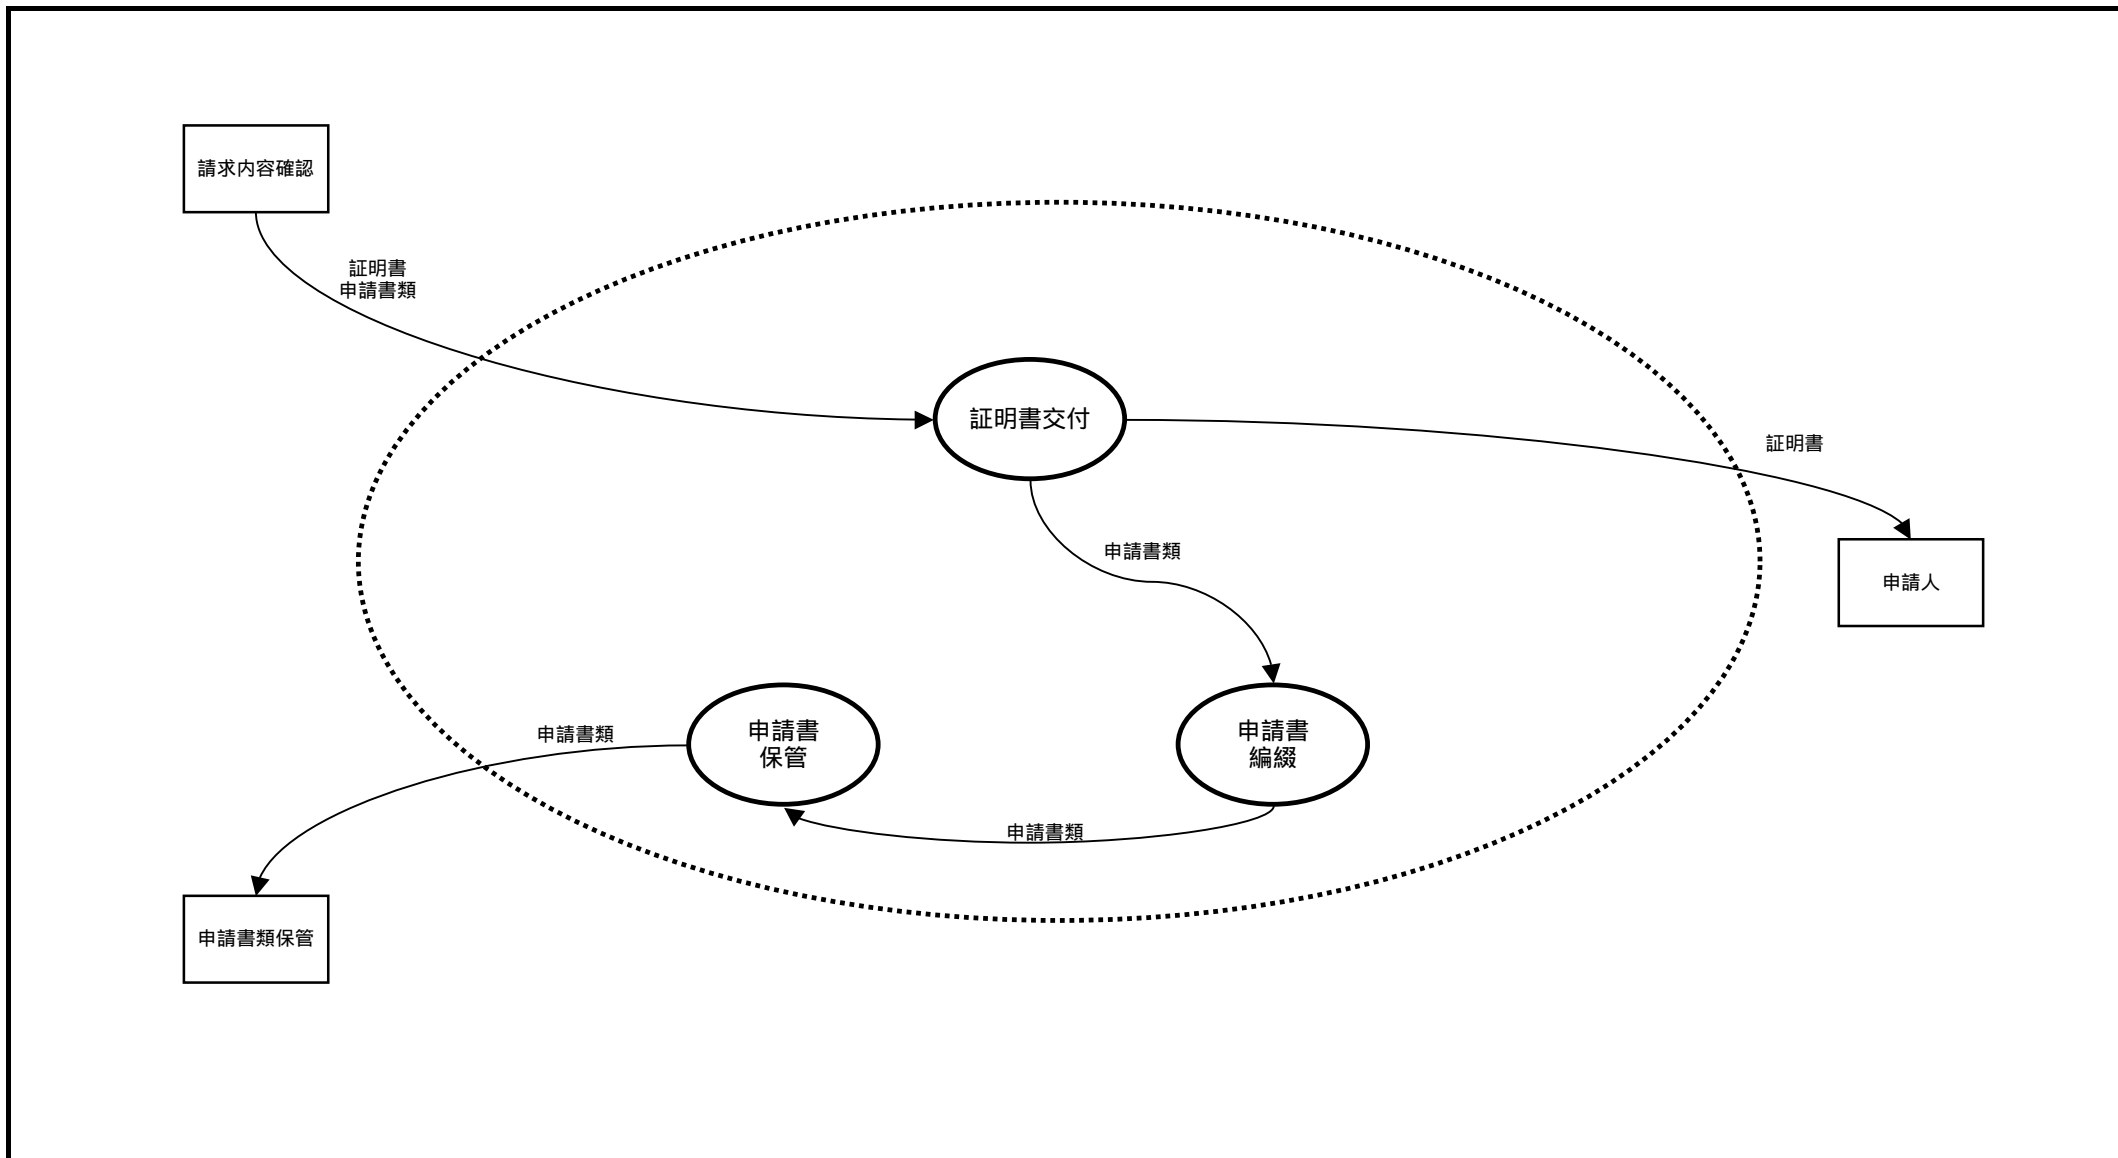 請求内容確認
証明書
申請書類
証明書交付
証明書
申請書類
申請人
申請書類
申請書
保管
申請書
編綴
申請書類
申請書類保管